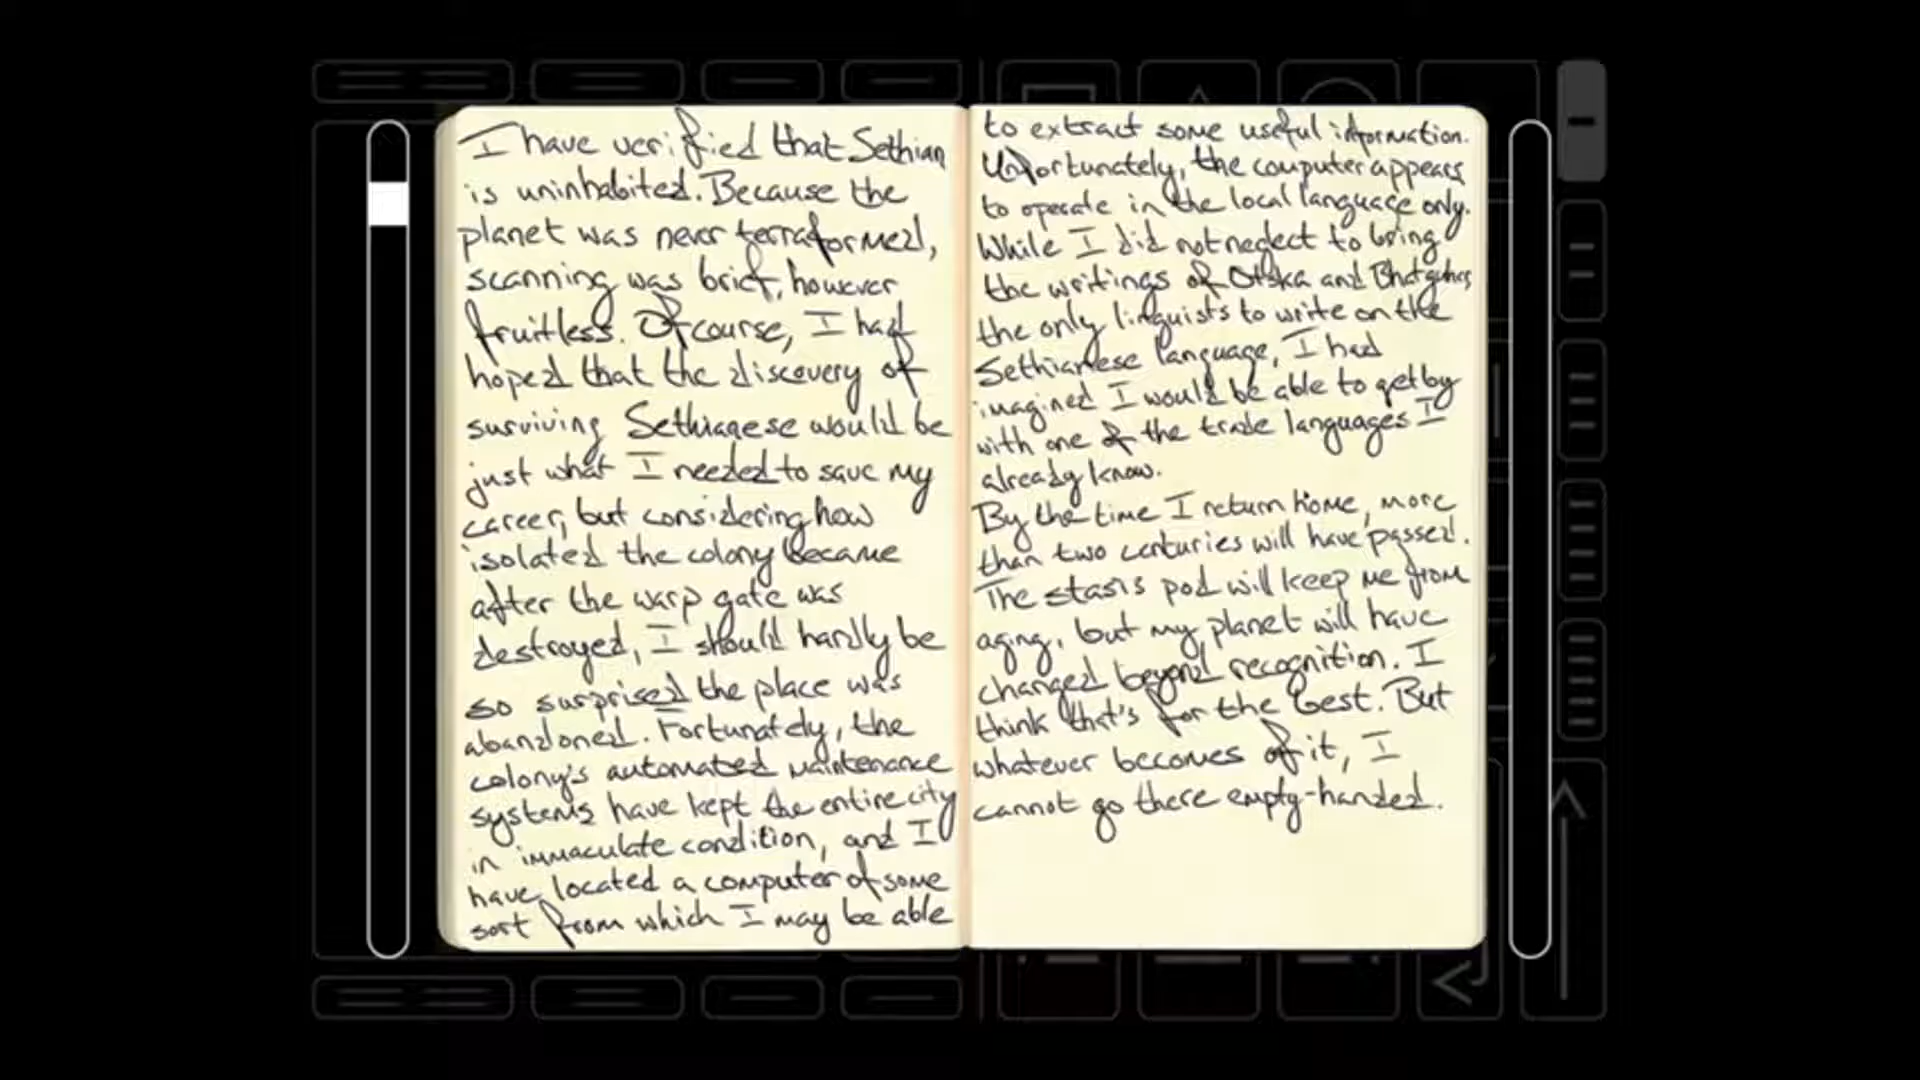 I have verified that Sethian
is uninhabited. Because the
planet was never terraformed,
scanning was brief, however
fruitless. Of course, I had
hoped that the discovery of
surviving Sethianese would be
just what I needed to save my
career, but considering how
isolated the colony became
after the warp gate was
destroyed, I should hardly be
so surprised the place was
abandoned. Fortunately, the
colony's automated maintenance
systems have kept the entire city
in immaculate condition, and I
have located a computer of some
sort from which I may be able
to extract some useful information.
Unfortunately, the computer appears
to operate in the local language only.
While I did not neglect to bring
the writings of Otska and
the only linguists to write on the
Sethianese language, I had
imagined I would be able to get by
with one of the trade languages I
already know.
By the time I return home, more
than two centuries will have passed.
The stasis pod will keep me from
aging, but my planet will have
changed beyond recognition. I
think that's for the best. But
whatever becomes of it, I
cannot go there empty-handed.